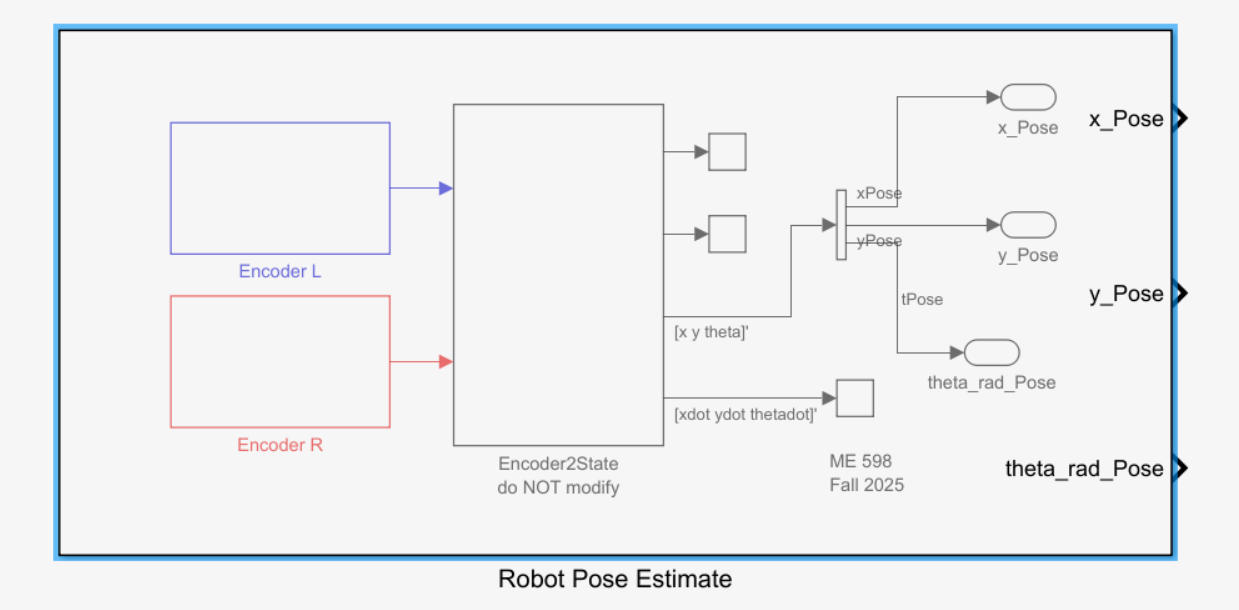 Encoder L
Encoder R
Encoder2State
do NOT modify
[x y theta]'
[xdot ydot thetadot]'
xPose
yPose
tPose
x_Pose
y_Pose
theta_rad_Pose
ME 598
Fall 2025
x_Pose
y_Pose
theta_rad_Pose
Robot Pose Estimate